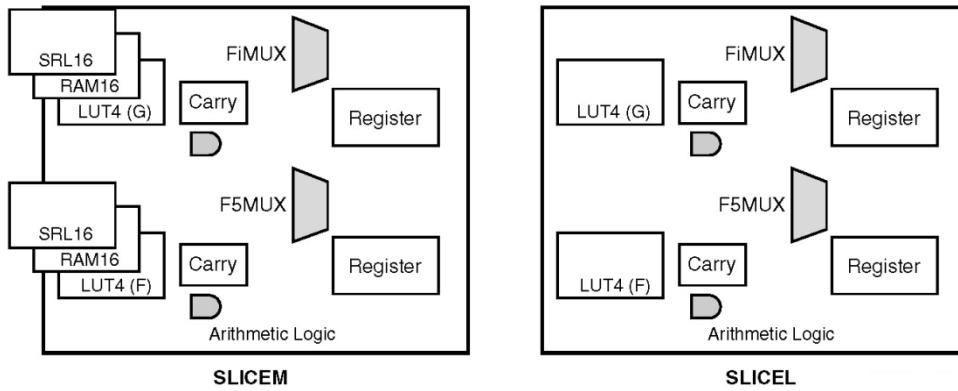 SRL16
RAM16
LUT4 (G)
Carry
FiMUX
Register
SRL16
RAM16
LUT4 (F)
Carry
F5MUX
Register
Arithmetic Logic
SLICEM
FiMUX
LUT4 (G)
Carry
Register
F5MUX
LUT4 (F)
Carry
Register
Arithmetic Logic
SLICEL